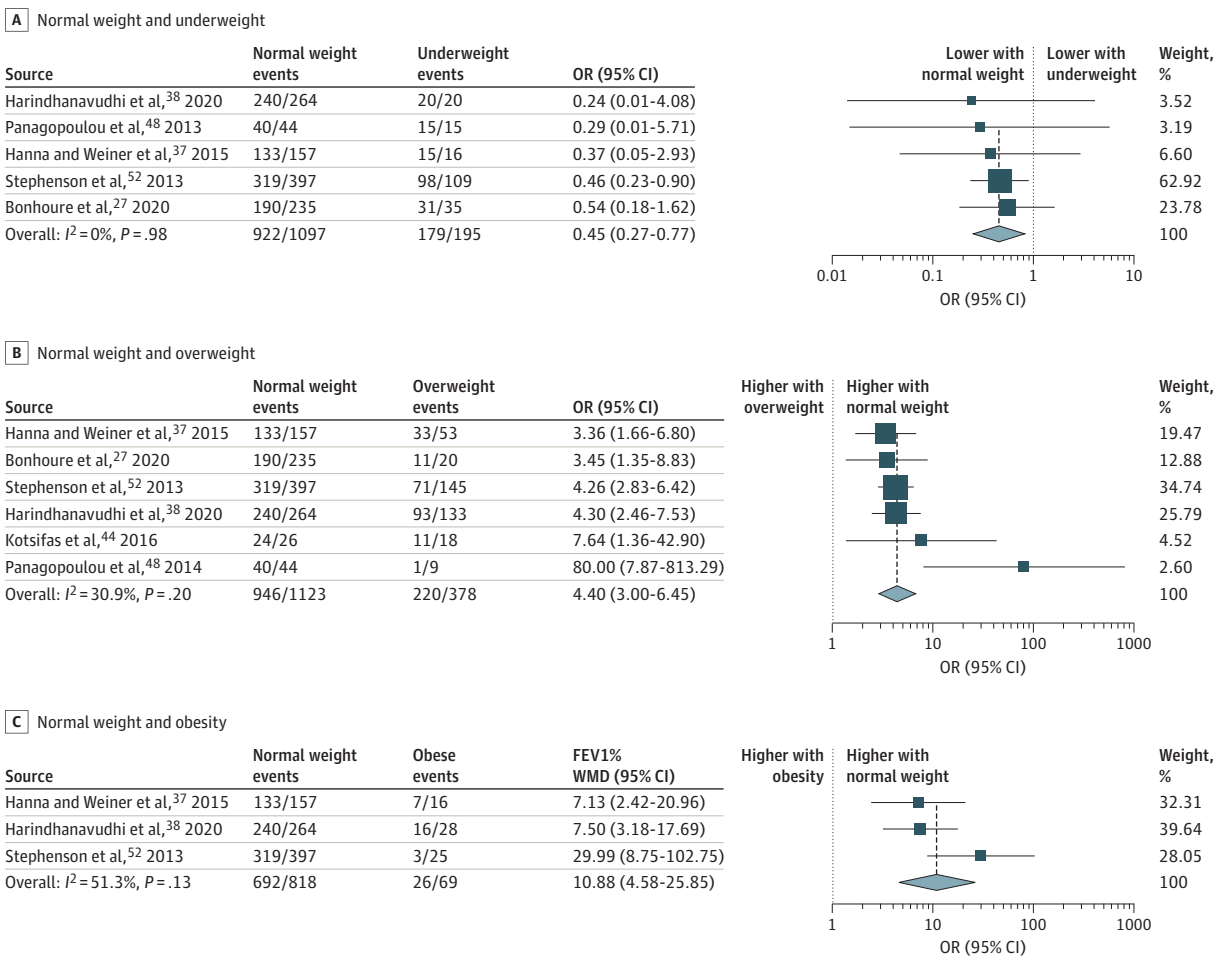 A Normal weight and underweight
Normal weight Underweight Lower with Lower with Weight,
Source events events OR (95% CI) normal weight underweight %
Harindhanavudhi et al,38 2020 240/264 20/20 0.24 (0.01-4.08) 3.52
Panagopoulou et al,48 2013 40/44 15/15 0.29 (0.01-5.71) 3.19
Hanna and Weiner et al,37 2015 133/157 15/16 0.37 (0.05-2.93) 6.60
Stephenson et al,52 2013 319/397 98/109 0.46 (0.23-0.90) 62.92
Bonhoure et al,27 2020 190/235 31/35 0.54 (0.18-1.62) 23.78
Overall: I2 = 0%, P = .98 922/1097 179/195 0.45 (0.27-0.77) 100
0.01 0.1 1 10
OR (95% CI)
B Normal weight and overweight
Normal weight Overweight Higher with Higher with Weight,
Source events events OR (95% CI) overweight normal weight %
Hanna and Weiner et al,37 2015 133/157 33/53 3.36 (1.66-6.80) 19.47
Bonhoure et al,27 2020 190/235 11/20 3.45 (1.35-8.83) 12.88
Stephenson et al,52 2013 319/397 71/145 4.26 (2.83-6.42) 34.74
Harindhanavudhi et al,38 2020 240/264 93/133 4.30 (2.46-7.53) 25.79
Kotsifas et al,44 2016 24/26 11/18 7.64 (1.36-42.90) 4.52
Panagopoulou et al,48 2014 40/44 1/9 80.00 (7.87-813.29) 2.60
Overall: I2 = 30.9%, P = .20 946/1123 220/378 4.40 (3.00-6.45) 100
1 10 100 1000
OR (95% CI)
C Normal weight and obesity
Normal weight Obese FEV1% Higher with Higher with Weight,
Source events events WMD (95% CI) obesity normal weight %
Hanna and Weiner et al,37 2015 133/157 7/16 7.13 (2.42-20.96) 32.31
Harindhanavudhi et al,38 2020 240/264 16/28 7.50 (3.18-17.69) 39.64
Stephenson et al,52 2013 319/397 3/25 29.99 (8.75-102.75) 28.05
Overall: I2 = 51.3%, P = .13 692/818 26/69 10.88 (4.58-25.85) 100
1 10 100 1000
OR (95% CI)